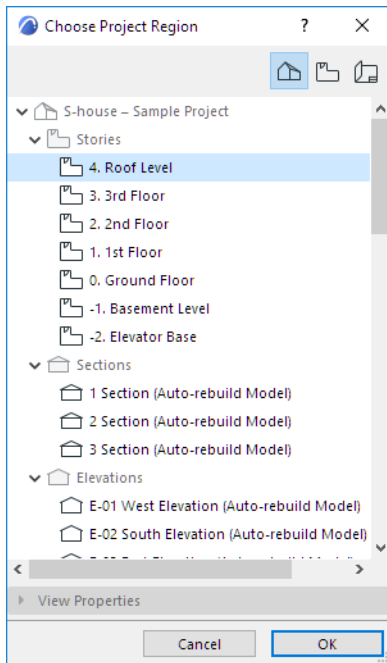 Choose Project Region
S-house – Sample Project
Stories
4. Roof Level
3. 3rd Floor
2. 2nd Floor
1. 1st Floor
0. Ground Floor
-1. Basement Level
-2. Elevator Base
Sections
1 Section (Auto-rebuild Model)
2 Section (Auto-rebuild Model)
3 Section (Auto-rebuild Model)
Elevations
E-01 West Elevation (Auto-rebuild Model)
E-02 South Elevation (Auto-rebuild Model)
View Properties
Cancel OK